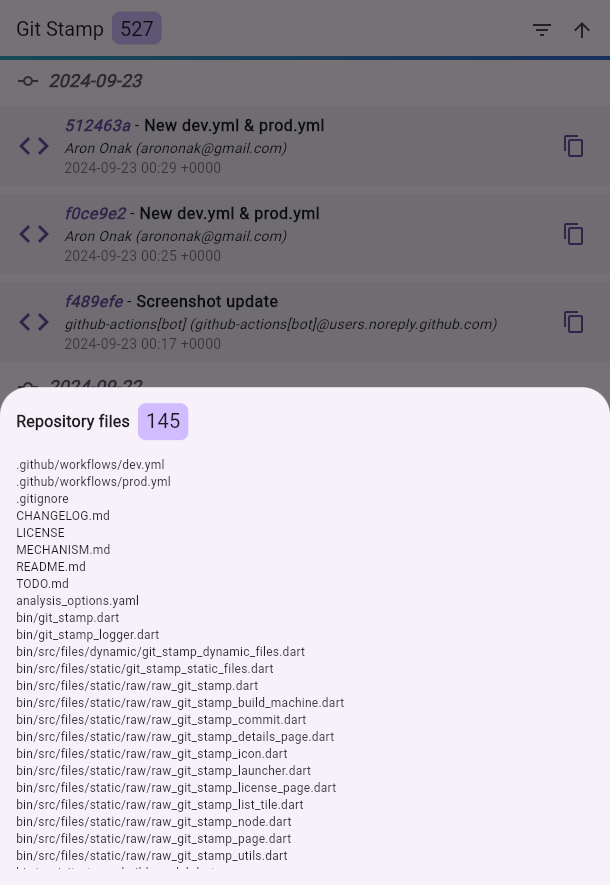 Git Stamp 527
2024-09-23
512463a - New dev.yml & prod.yml
Aron Onak (arononak@gmail.com)
2024-09-23 00:29 +0000
f0ce9e2 - New dev.yml & prod.yml
Aron Onak (arononak@gmail.com)
2024-09-23 00:25 +0000
f489efe - Screenshot update
github-actions[bot] (github-actions[bot]@users.noreply.github.com)
2024-09-23 00:17 +0000
2024-09-22
Repository files 145
.github/workflows/dev.yml
.github/workflows/prod.yml
.gitignore
CHANGELOG.md
LICENSE
MECHANISM.md
README.md
TODO.md
analysis_options.yaml
bin/git_stamp.dart
bin/git_stamp_logger.dart
bin/src/files/dynamic/git_stamp_dynamic_files.dart
bin/src/files/static/git_stamp_static_files.dart
bin/src/files/static/raw/raw_git_stamp.dart
bin/src/files/static/raw/raw_git_stamp_build_machine.dart
bin/src/files/static/raw/raw_git_stamp_commit.dart
bin/src/files/static/raw/raw_git_stamp_details_page.dart
bin/src/files/static/raw/raw_git_stamp_icon.dart
bin/src/files/static/raw/raw_git_stamp_launcher.dart
bin/src/files/static/raw/raw_git_stamp_license_page.dart
bin/src/files/static/raw/raw_git_stamp_list_tile.dart
bin/src/files/static/raw/raw_git_stamp_node.dart
bin/src/files/static/raw/raw_git_stamp_page.dart
bin/src/files/static/raw/raw_git_stamp_utils.dart